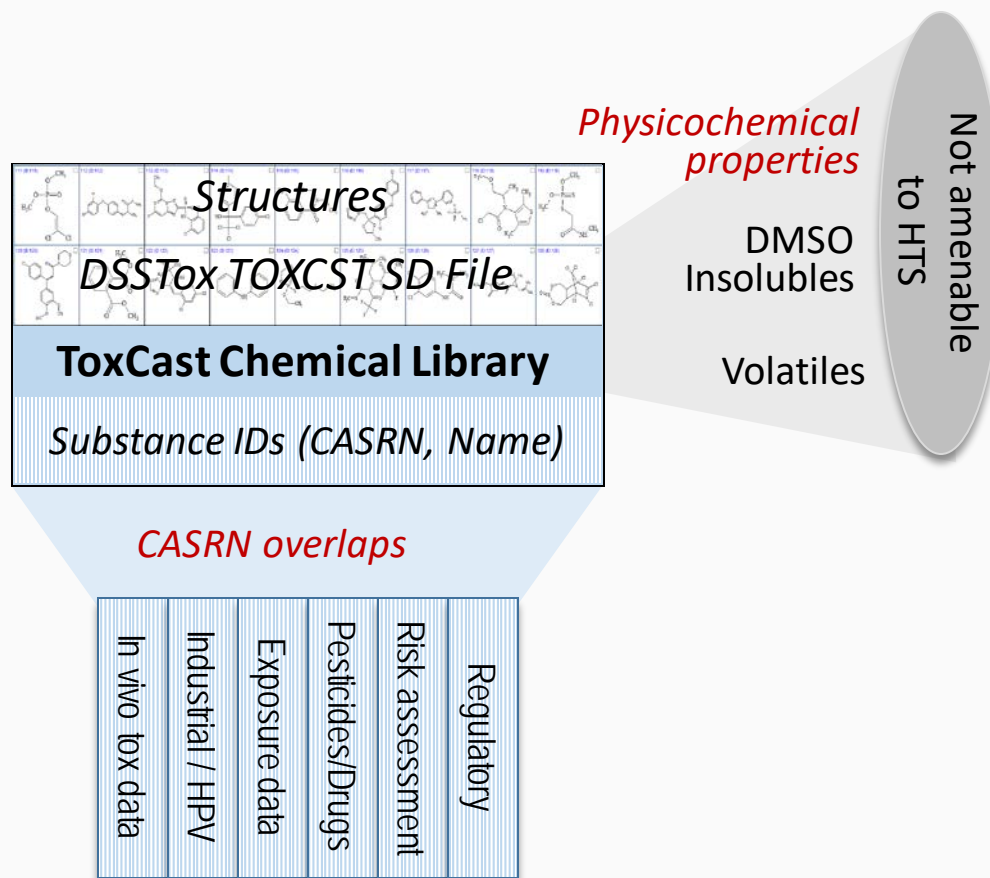 Structures
DSSTox TOXCST SD File
ToxCast Chemical Library
Substance IDs (CASRN, Name)
Physicochemical
properties
DMSO
Insolubles
Volatiles
Not amenable
to HTS
CASRN overlaps
In vivo tox data
Industrial / HPV
Exposure data
Pesticides/Drugs
Risk assessment
Regulatory